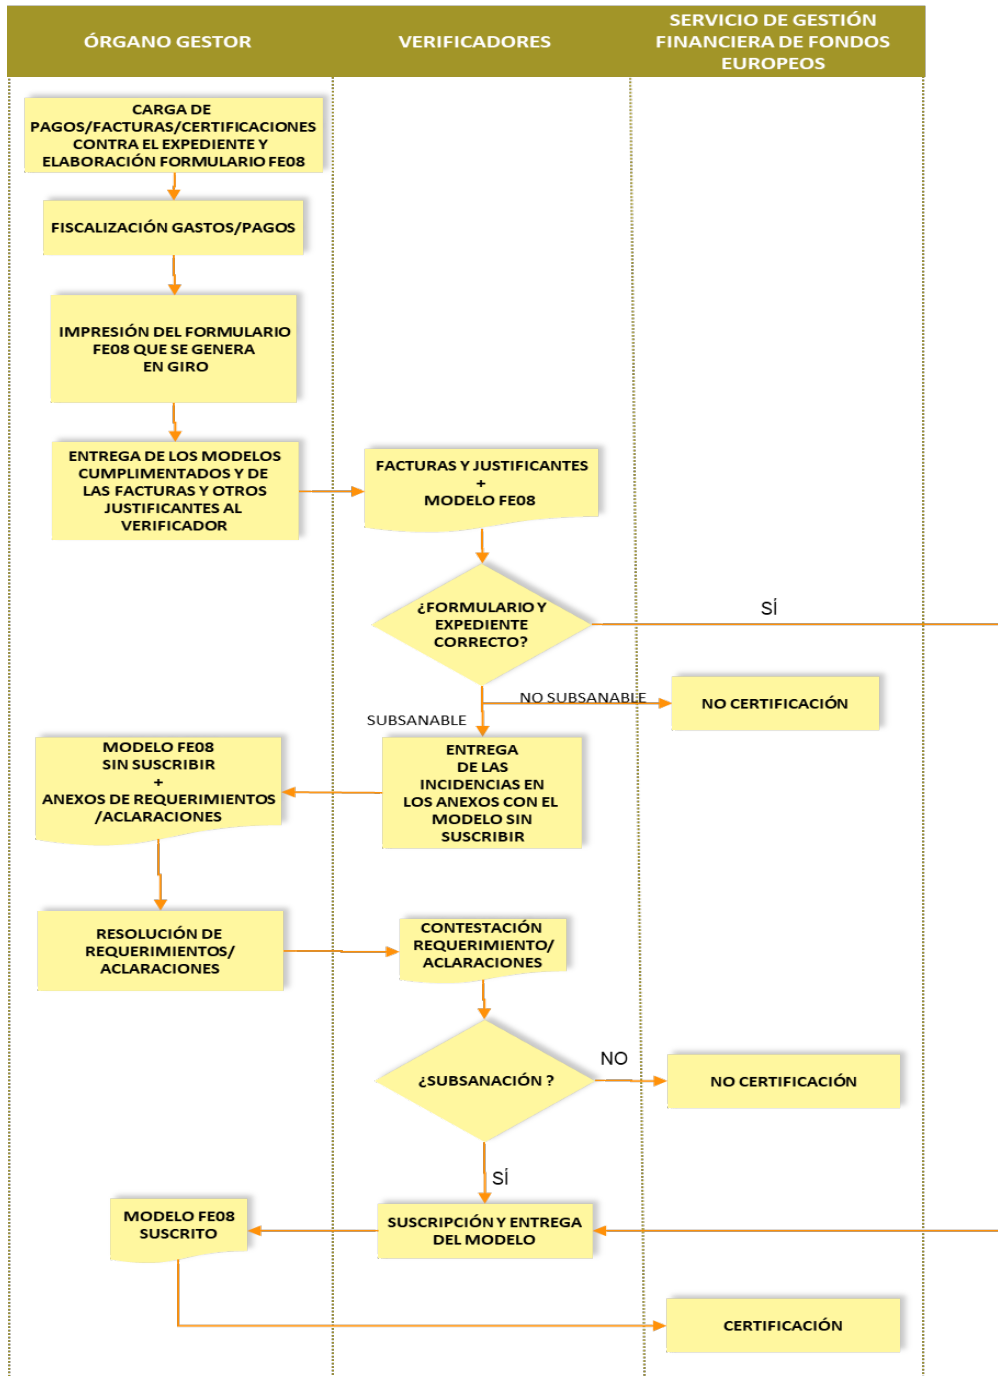 ÓRGANO GESTOR
VERIFICADORES
SERVICIO DE GESTIÓN
FINANCIERA DE FONDOS
EUROPEOS
CARGA DE
PAGOS/FACTURAS/CERTIFICACIONES
CONTRA EL EXPEDIENTE Y
ELABORACIÓN FORMULARIO FE08
FISCALIZACIÓN GASTOS/PAGOS
IMPRESIÓN DEL FORMULARIO
FE08 QUE SE GENERA
EN GIRO
ENTREGA DE LOS MODELOS
CUMPLIMENTADOS Y DE
LAS FACTURAS Y OTROS
JUSTIFICANTES AL
VERIFICADOR
FACTURAS Y JUSTIFICANTES
+
MODELO FE08
¿FORMULARIO Y
EXPEDIENTE
CORRECTO?
SÍ
NO SUBSANABLE
NO CERTIFICACIÓN
SUBSANABLE
ENTREGA
DE LAS
INCIDENCIAS EN
LOS ANEXOS CON EL
MODELO SIN
SUSCRIBIR
MODELO FE08
SIN SUSCRIBIR
+
ANEXOS DE REQUERIMIENTOS
/ACLARACIONES
RESOLUCIÓN DE
REQUERIMIENTOS/
ACLARACIONES
CONTESTACIÓN
REQUERIMIENTO/
ACLARACIONES
¿SUBSANACIÓN ?
NO
NO CERTIFICACIÓN
SÍ
SUSCRIPCIÓN Y ENTREGA
DEL MODELO
MODELO FE08
SUSCRITO
CERTIFICACIÓN